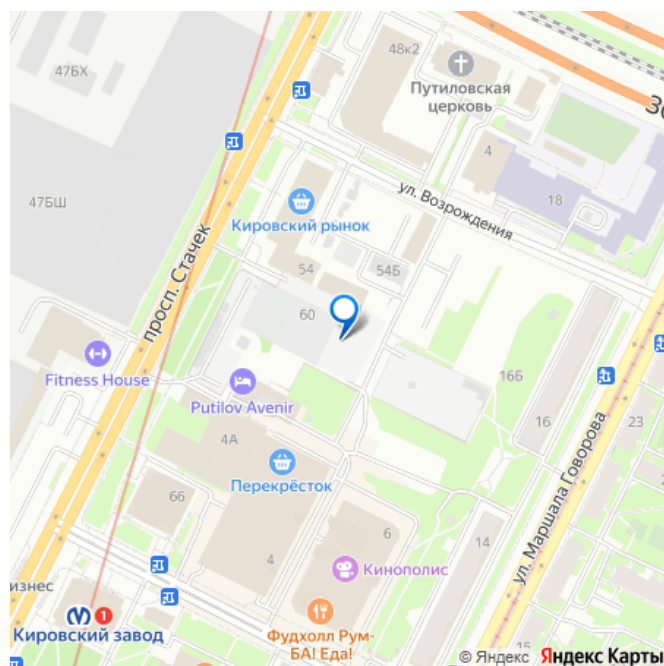 48к2
47БХ
Путиловская
церковь
4
47БШ
18
ул. Возрождения
Кировский рынок
просп. Стачек
54
54Б
60
Fitness House
Putilov Avenir
16Б
16
23
4А
Перекрёсток
66
ул. Маршала Говорова
6
14
4
Кинополис
изнес
1
Кировский завод
Фудхолл Рум-
БА! Еда!
15
© Яндекс Яндекс Карты